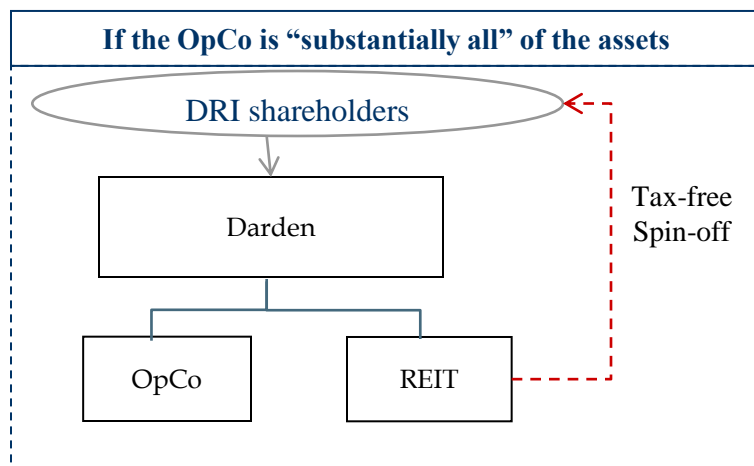 If the OpCo is “substantially all” of the assets
DRI shareholders
Darden
Tax-free
Spin-off
OpCo
REIT